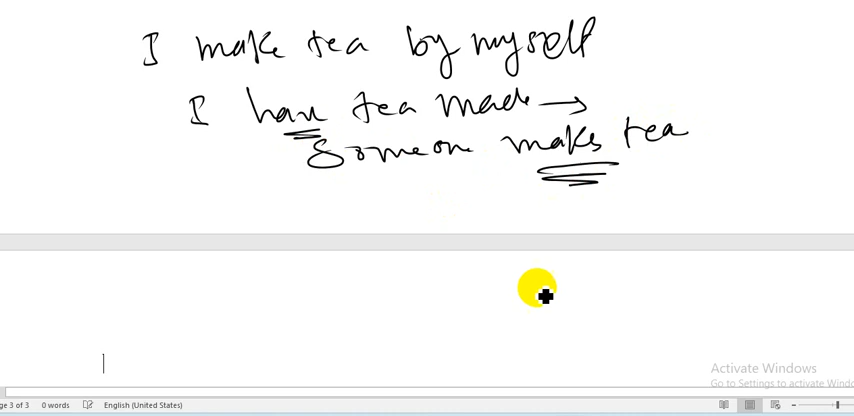 I make tea by myself
I have tea made →
Someone makes tea
Activate Windows
Go to Settings to activate Windo
ge 3 of 3 0 words English (United States)